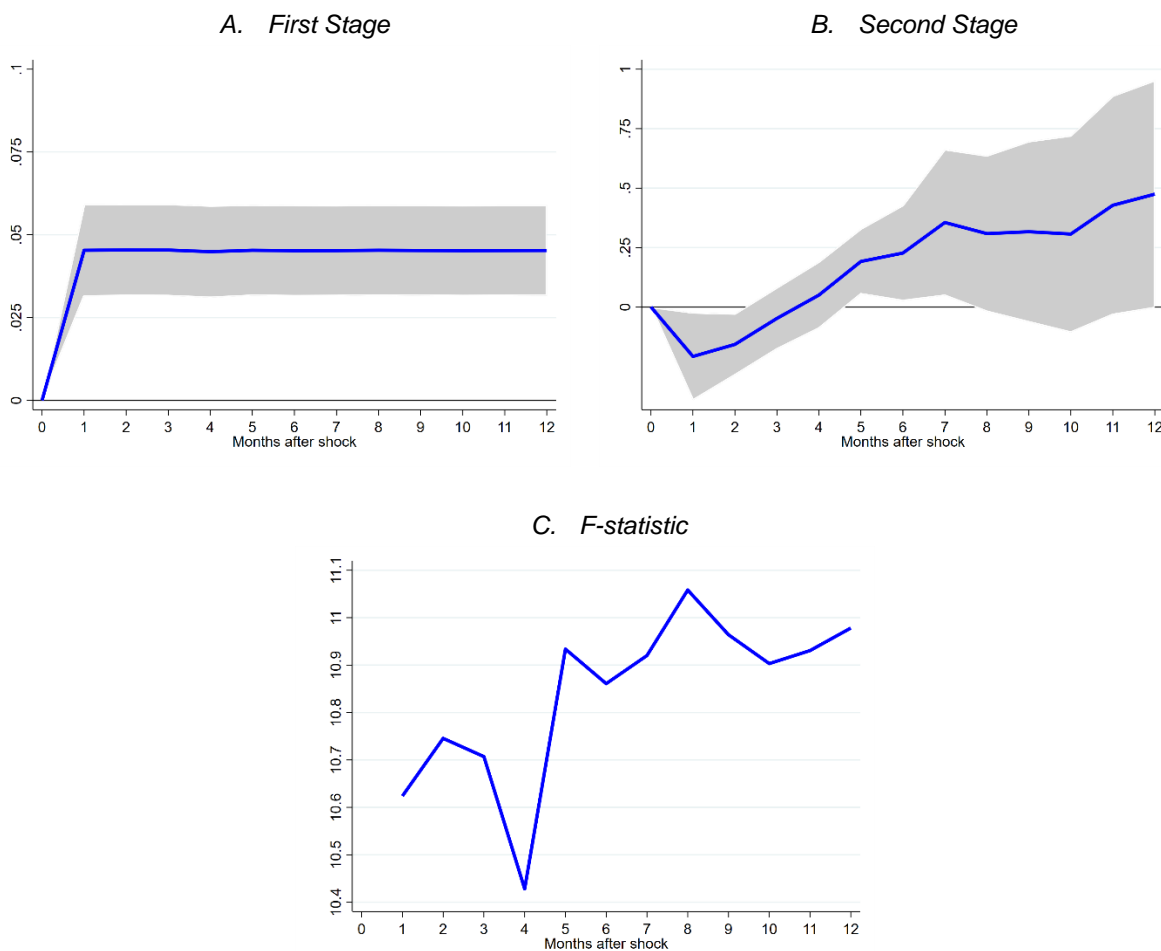 A. First Stage
.1
.075
.05
.025
0
0 1 2 3 4 5 6 7 8 9 10 11 12
Months after shock
B. Second Stage
1
.75
.5
.25
0
0 1 2 3 4 5 6 7 8 9 10 11 12
Months after shock
C. F-statistic
11.1
11
10.9
10.8
10.7
10.6
10.5
10.4
0 1 2 3 4 5 6 7 8 9 10 11 12
Months after shock